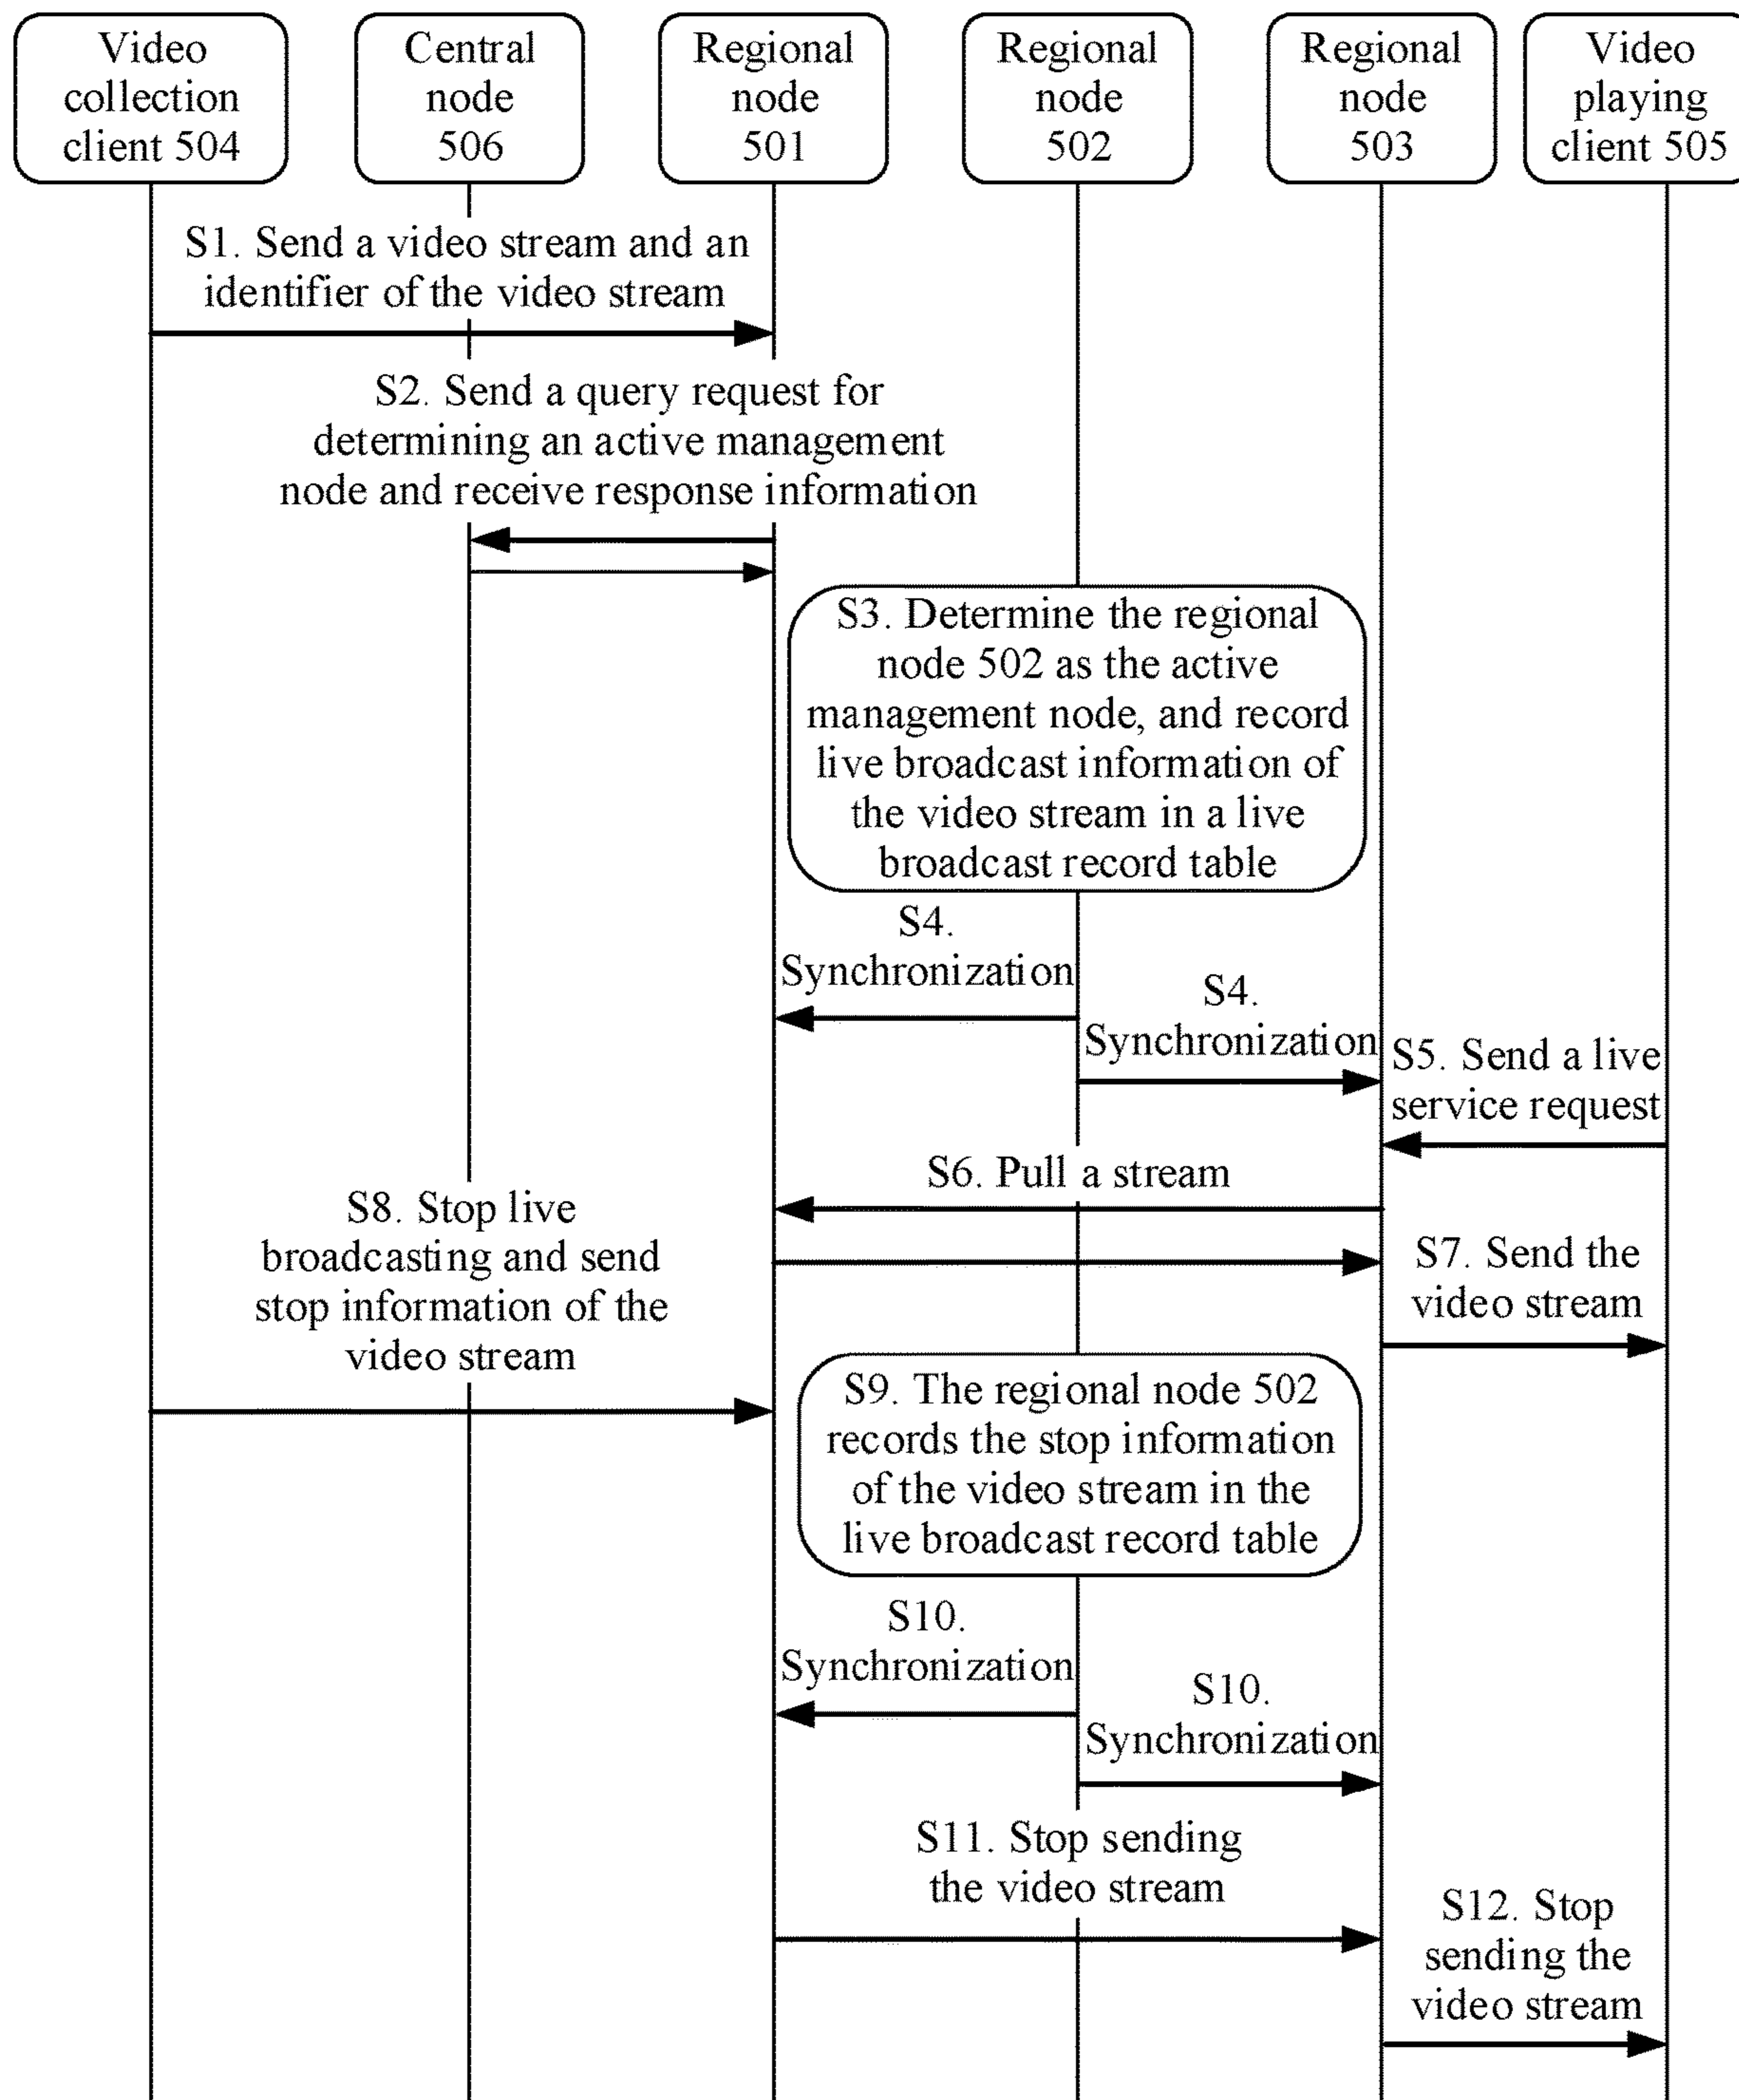 Video
collection
client 504
Central
node
506
Regional
node
501
Regional
node
502
Regional
node
503
Video
playing
client 505
S1. Send a video stream and an
identifier of the video stream
S2. Send a query request for
determining an active management
node and receive response information
S3. Determine the regional
node 502 as the active
management node, and record
live broadcast information of
the video stream in a live
broadcast record table
S4.
Synchronization
S4.
Synchronization
S5. Send a live
service request
S6. Pull a stream
S7. Send the
video stream
S8. Stop live
broadcasting and send
stop information of the
video stream
S9. The regional node 502
records the stop information
of the video stream in the
live broadcast record table
S10.
Synchronization
S10.
Synchronization
S11. Stop sending
the video stream
S12. Stop
sending the
video stream